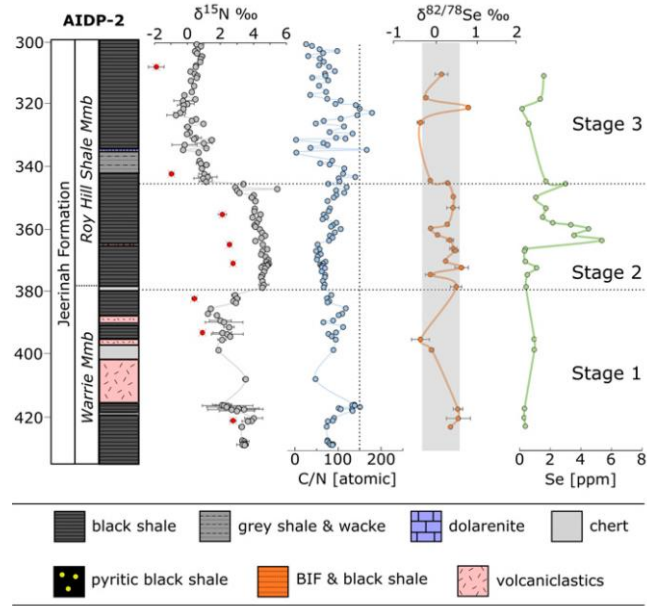 AIDP-2
δ¹⁵N ‰
δ⁸²/⁷⁸Se ‰
-2 0 2 4 6
-1 0 1 2
300
320
340
360
380
400
420
Jeerinah Formation
Roy Hill Shale Mmb
Warrie Mmb
Stage 3
Stage 2
Stage 1
0 100 200
C/N [atomic]
0 2 4 6 8
Se [ppm]
black shale
grey shale & wacke
dolarenite
chert
pyritic black shale
BIF & black shale
volcaniclastics